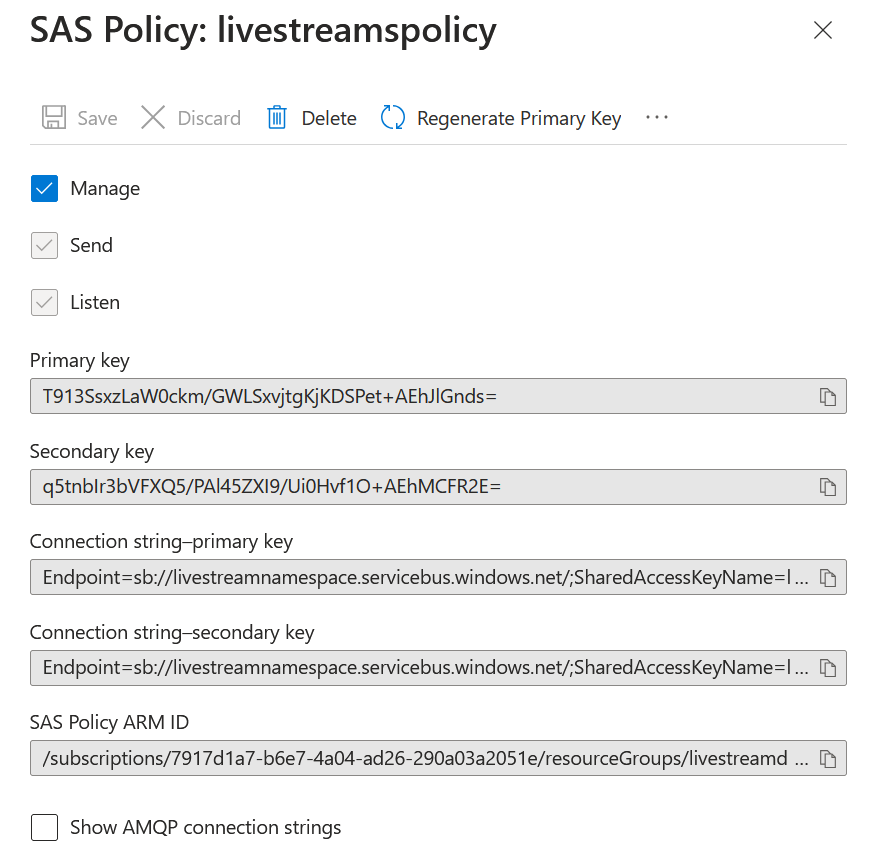 SAS Policy: livestreamspolicy
Save Discard Delete Regenerate Primary Key ...
Manage
Send
Listen
Primary key
T913SsxzLaW0ckm/GWLSxvjtgKjKDSPet+AEhJlGnds=
Secondary key
q5tnbIr3bVFXQ5/PAl45ZXI9/Ui0Hvf1O+AEhMCFR2E=
Connection string–primary key
Endpoint=sb://livestreamnamespace.servicebus.windows.net/;SharedAccessKeyName=l ...
Connection string–secondary key
Endpoint=sb://livestreamnamespace.servicebus.windows.net/;SharedAccessKeyName=l ...
SAS Policy ARM ID
/subscriptions/7917d1a7-b6e7-4a04-ad26-290a03a2051e/resourceGroups/livestreamd ...
Show AMQP connection strings